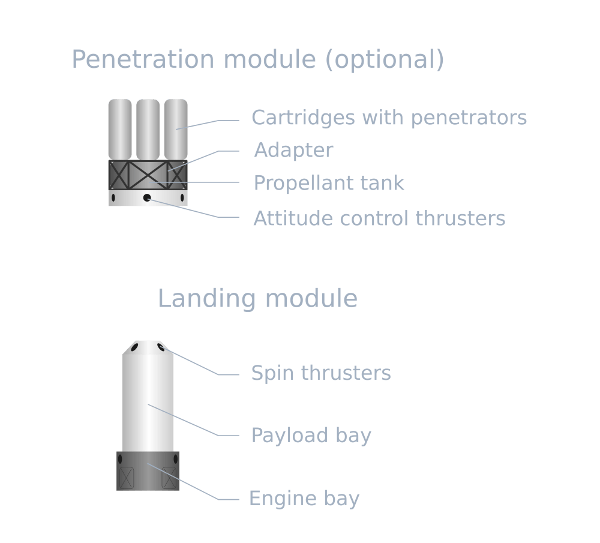 Penetration module (optional)
Cartridges with penetrators
Adapter
Propellant tank
Attitude control thrusters
Landing module
Spin thrusters
Payload bay
Engine bay